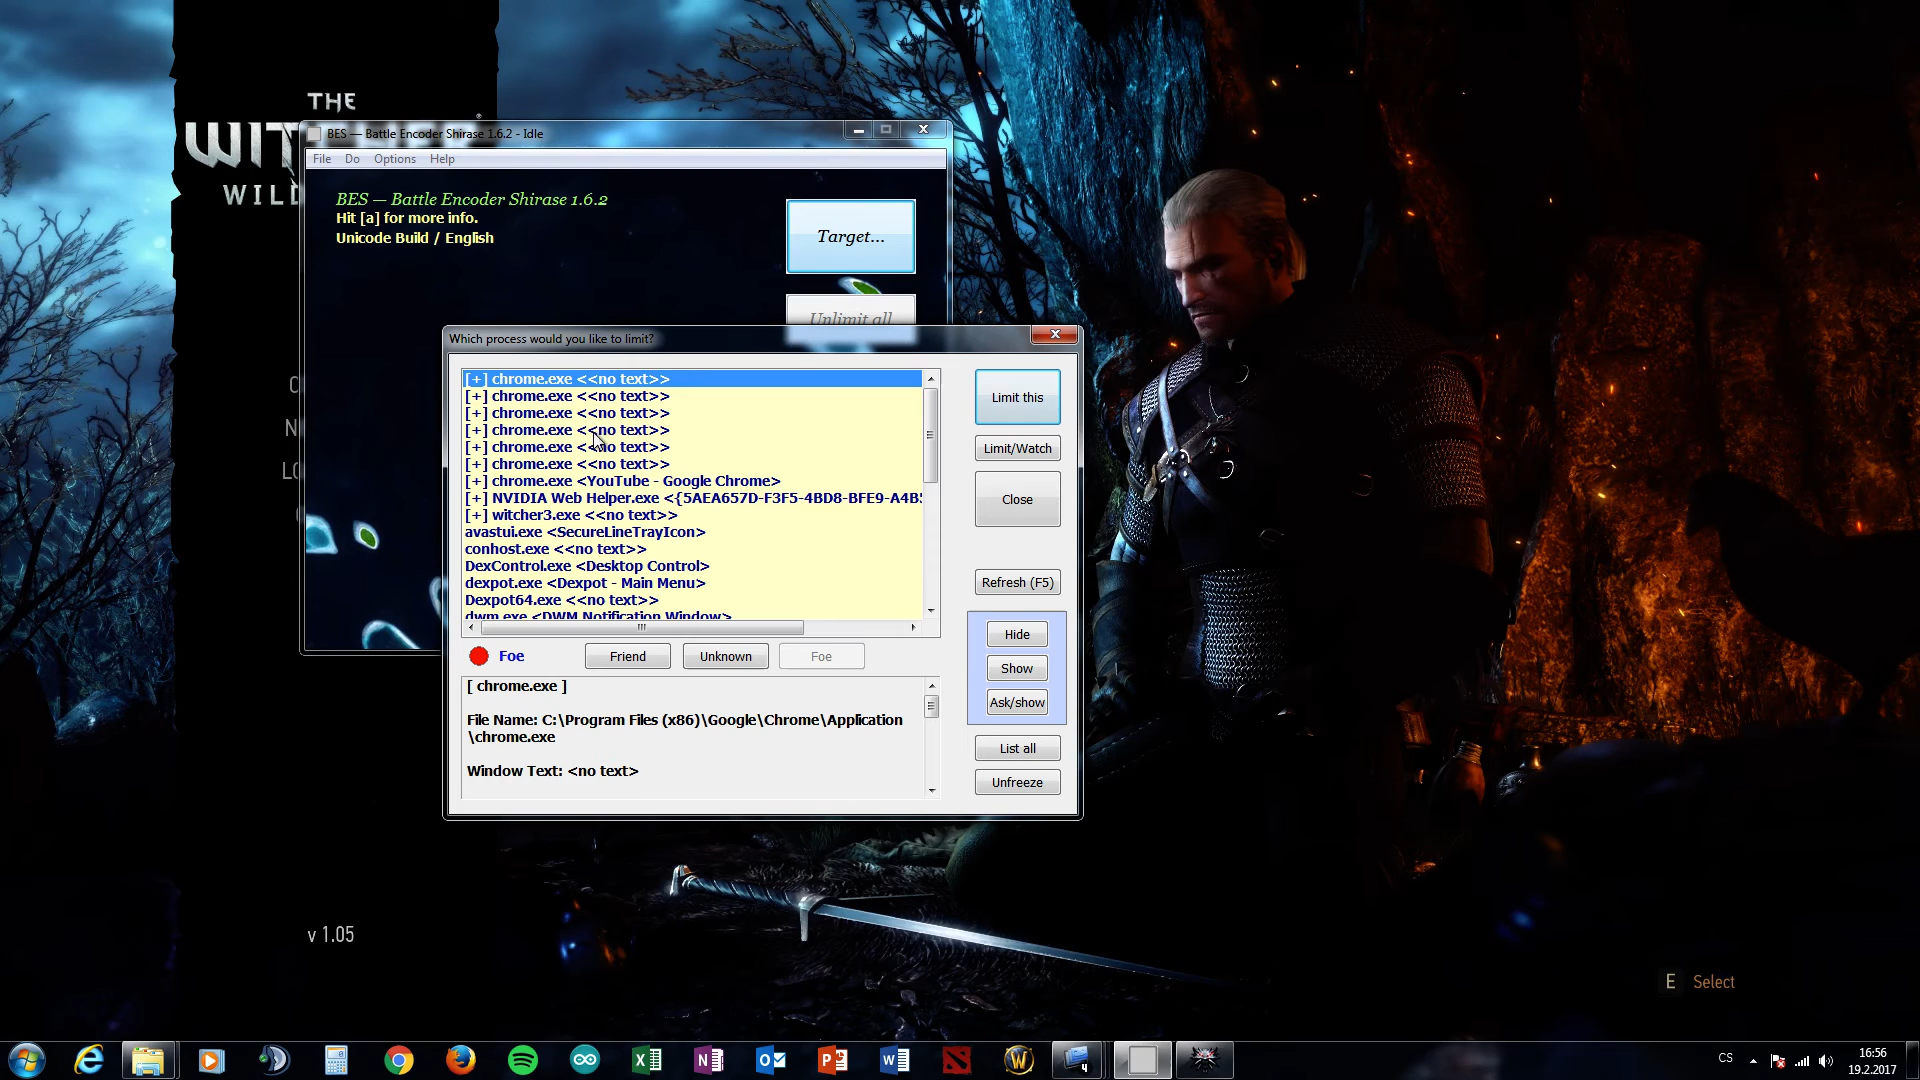 THE
WIT
WILD
BES — Battle Encoder Shirase 1.6.2 - Idle
File Do Options Help
BES — Battle Encoder Shirase 1.6.2
Hit [a] for more info.
Unicode Build / English
Target...
Unlimit all
Which process would you like to limit?
[+] chrome.exe <<no text>>
[+] chrome.exe <<no text>>
[+] chrome.exe <<no text>>
[+] chrome.exe <<no text>>
[+] chrome.exe <<no text>>
[+] chrome.exe <<no text>>
[+] chrome.exe <YouTube - Google Chrome>
[+] NVIDIA Web Helper.exe <{5AEA657D-F3F5-4BD8-BFE9-A4B5
[+] witcher3.exe <<no text>>
avastui.exe <SecureLineTrayIcon>
conhost.exe <<no text>>
DexControl.exe <Desktop Control>
dexpot.exe <Dexpot - Main Menu>
Dexpot64.exe <<no text>>
dwm.exe <DWM Notification Window>
Limit this
Limit/Watch
Close
Refresh (F5)
Hide
Show
Ask/show
List all
Unfreeze
Foe
Friend
Unknown
Foe
[ chrome.exe ]
File Name: C:\Program Files (x86)\Google\Chrome\Application
\chrome.exe
Window Text: <no text>
v 1.05
E Select
4
CS
16:56
19.2.2017